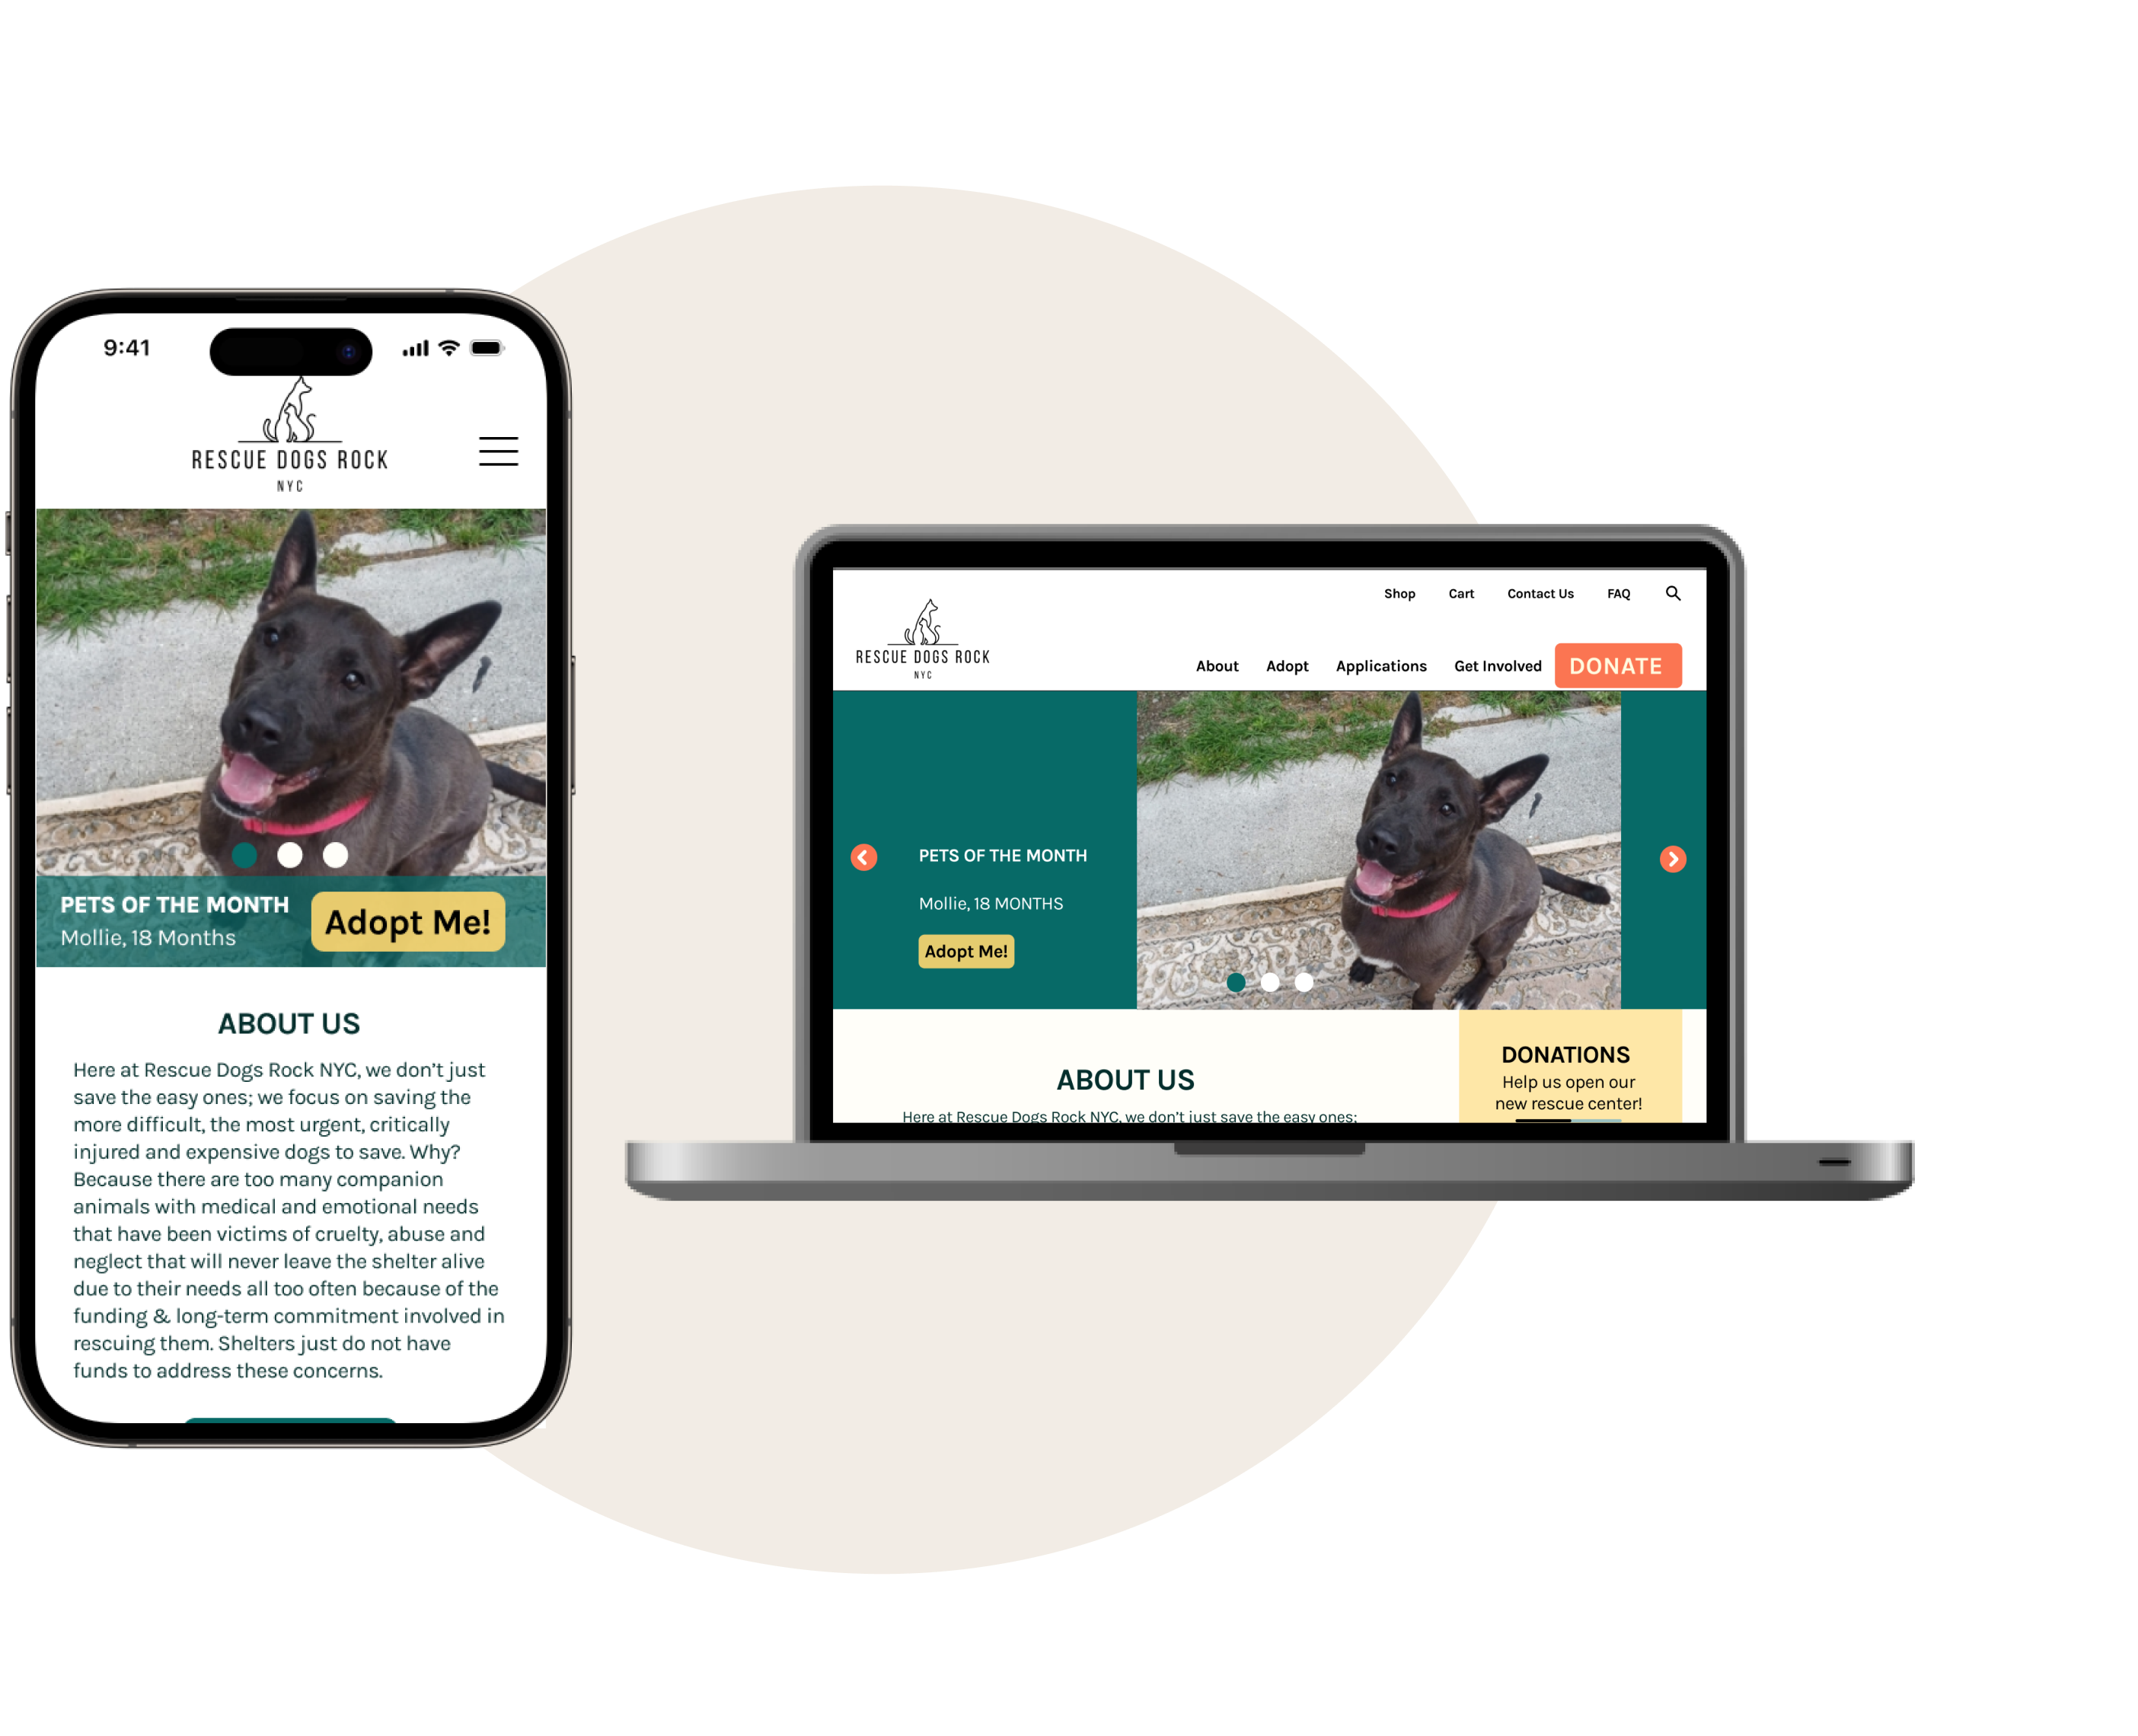 9:41
RESCUE DOGS ROCK
NYC
PETS OF THE MONTH
Mollie, 18 Months
Adopt Me!
ABOUT US
Here at Rescue Dogs Rock NYC, we don’t just
save the easy ones; we focus on saving the
more difficult, the most urgent, critically
injured and expensive dogs to save. Why?
Because there are too many companion
animals with medical and emotional needs
that have been victims of cruelty, abuse and
neglect that will never leave the shelter alive
due to their needs all too often because of the
funding & long-term commitment involved in
rescuing them. Shelters just do not have
funds to address these concerns.
Shop Cart Contact Us FAQ
RESCUE DOGS ROCK
NYC
About Adopt Applications Get Involved DONATE
PETS OF THE MONTH
Mollie, 18 MONTHS
Adopt Me!
ABOUT US
Here at Rescue Dogs Rock NYC, we don’t just save the easy ones;
DONATIONS
Help us open our
new rescue center!